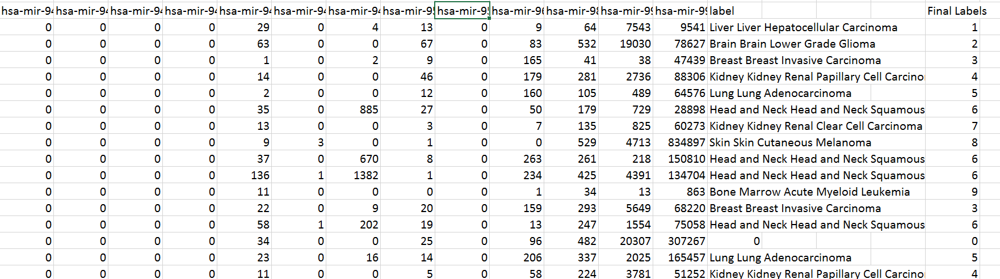 hsa-mir-94 hsa-mir-94 hsa-mir-94 hsa-mir-94 hsa-mir-94 hsa-mir-94 hsa-mir-94 hsa-mir-95 hsa-mir-95 hsa-mir-96 hsa-mir-98 hsa-mir-99 hsa-mir-99 label Final Labels
0 0 0 0 29 0 4 13 0 9 64 7543 9541 Liver Liver Hepatocellular Carcinoma 1
0 0 0 0 63 0 0 67 0 83 532 19030 78627 Brain Brain Lower Grade Glioma 2
0 0 0 0 1 0 2 9 0 165 41 38 47439 Breast Breast Invasive Carcinoma 3
0 0 0 0 14 0 0 46 0 179 281 2736 88306 Kidney Kidney Renal Papillary Cell Carcino 4
0 0 0 0 2 0 0 12 0 160 105 489 64576 Lung Lung Adenocarcinoma 5
0 0 0 0 35 0 885 27 0 50 179 729 28898 Head and Neck Head and Neck Squamous 6
0 0 0 0 13 0 0 3 0 7 135 825 60273 Kidney Kidney Renal Clear Cell Carcinoma 7
0 0 0 0 9 3 0 1 0 0 529 4713 834897 Skin Skin Cutaneous Melanoma 8
0 0 0 0 37 0 670 8 0 263 261 218 150810 Head and Neck Head and Neck Squamous 6
0 0 0 0 136 1 1382 1 0 234 425 4391 134704 Head and Neck Head and Neck Squamous 6
0 0 0 0 11 0 0 0 0 1 34 13 863 Bone Marrow Acute Myeloid Leukemia 9
0 0 0 0 22 0 9 20 0 159 293 5649 68220 Breast Breast Invasive Carcinoma 3
0 0 0 0 58 1 202 19 0 13 247 1554 75058 Head and Neck Head and Neck Squamous 6
0 0 0 0 34 0 0 25 0 96 482 20307 307267 0 0
0 0 0 0 23 0 16 14 0 206 337 2025 165457 Lung Lung Adenocarcinoma 5
0 0 0 0 11 0 0 5 0 58 224 3781 51252 Kidney Kidney Renal Papillary Cell Carcino 4